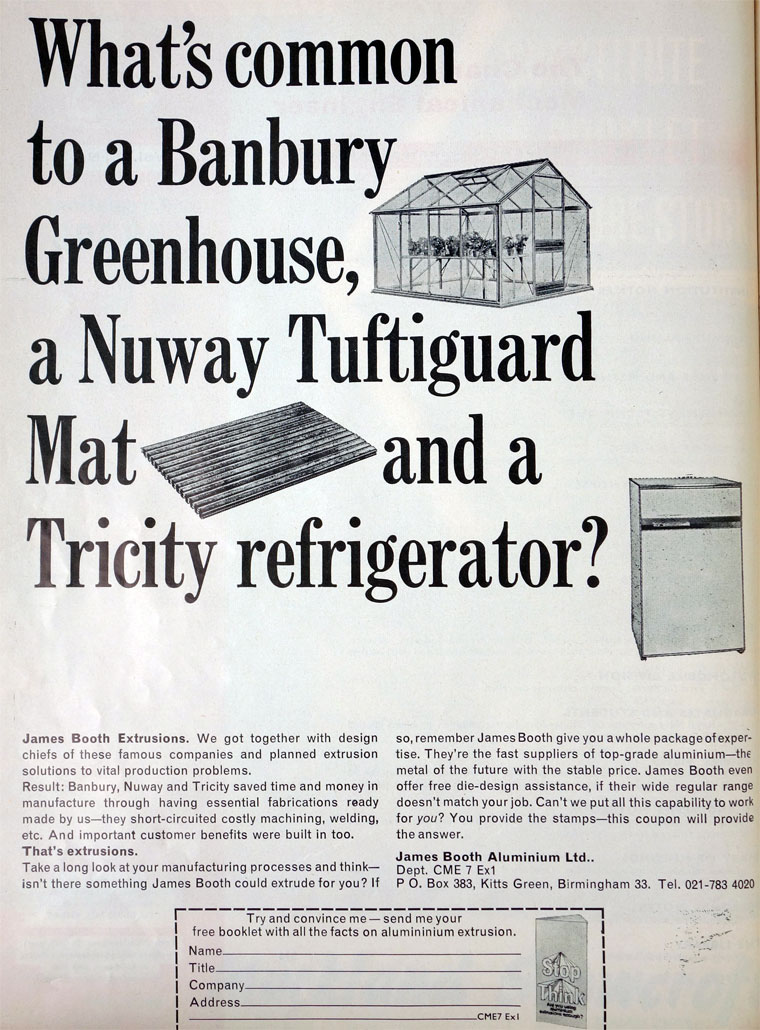 What's common
to a Banbury
Greenhouse,
a Nuway Tuftiguard
Mat and a
Tricity refrigerator?
James Booth Extrusions. We got together with design
chiefs of these famous companies and planned extrusion
solutions to vital production problems.
Result: Banbury, Nuway and Tricity saved time and money in
manufacture through having essential fabrications ready
made by us—they short-circuited costly machining, welding,
etc. And important customer benefits were built in too.
That's extrusions.
Take a long look at your manufacturing processes and think—
isn't there something James Booth could extrude for you? If
so, remember James Booth give you a whole package of exper-
tise. They're the fast suppliers of top-grade aluminium—the
metal of the future with the stable price. James Booth even
offer free die-design assistance, if their wide regular range
doesn't match your job. Can't we put all this capability to work
for you? You provide the stamps—this coupon will provide
the answer.
James Booth Aluminium Ltd..
Dept. CME 7 Ex1
P O. Box 383, Kitts Green, Birmingham 33. Tel. 021-783 4020
Try and convince me—send me your
free booklet with all the facts on alumininium extrusion.
Name
Title
Company
Address
CME7 Ex1
Stop
Think